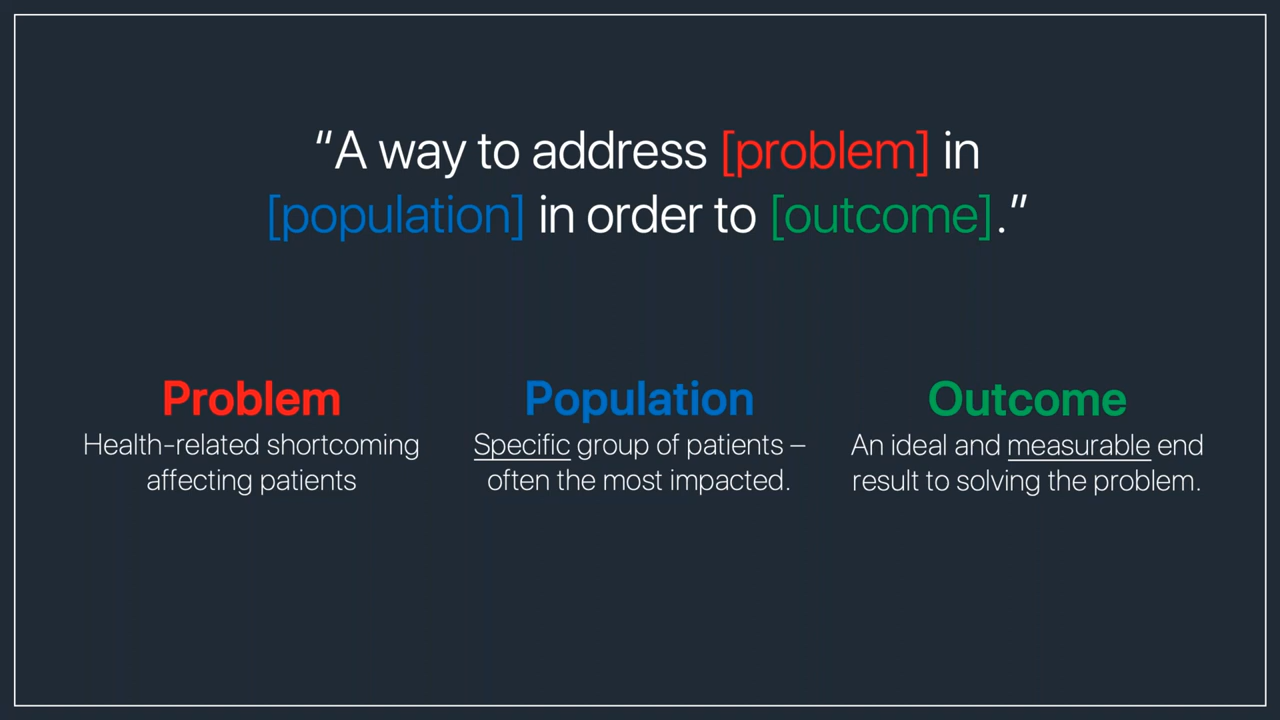 “A way to address [problem] in
[population] in order to [outcome].”
Problem
Health-related shortcoming
affecting patients
Population
Specific group of patients –
often the most impacted.
Outcome
An ideal and measurable end
result to solving the problem.